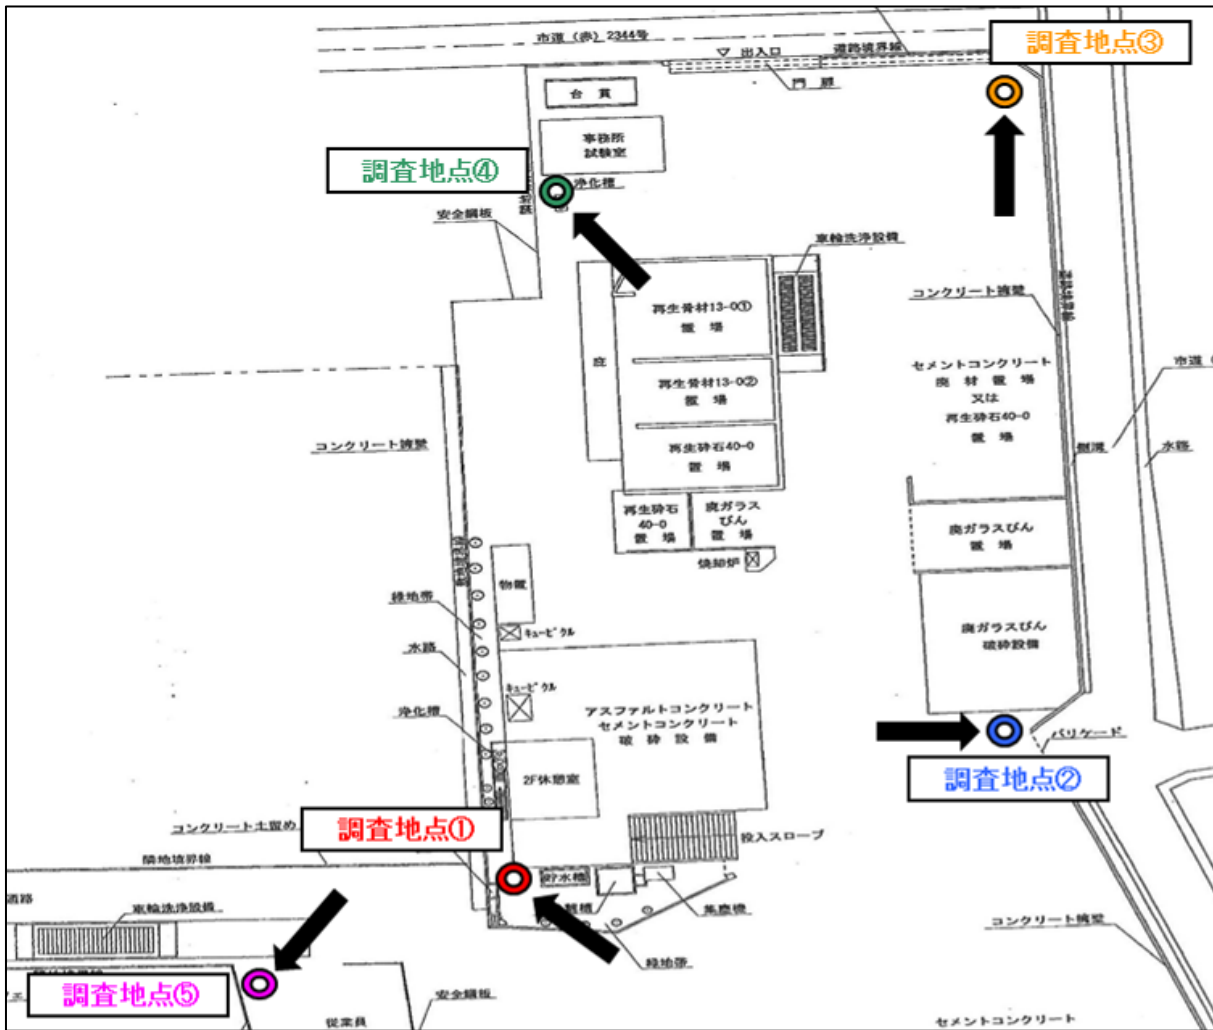 市道（赤）2344号
▽ 出入口
道路境界線
調査地点③
門扉
台貫
事務所
試験室
調査地点④
浄化槽
安全鋼板
車輪洗浄設備
コンクリート擁壁
再生骨材13-0①
置場
庇
再生骨材13-0②
置場
セメントコンクリート
廃材置場
又は
再生砕石40-0
置場
市道（
コンクリート擁壁
再生砕石40-0
置場
側溝
水路
再生砕石
40-0
置場
廃ガラス
びん
置場
廃ガラスびん
置場
焼却炉
物置
緑地帯
キュービクル
水路
廃ガラスびん
破砕設備
キュービクル
浄化槽
アスファルトコンクリート
セメントコンクリート
破砕設備
バリケード
2F休憩室
調査地点②
コンクリート土留め
調査地点①
投入スロープ
隣地境界線
貯水槽
通路
車輪洗浄設備
集塵機
コンクリート擁壁
緑地帯
調査地点⑤
安全鋼板
従業員
セメントコンクリート